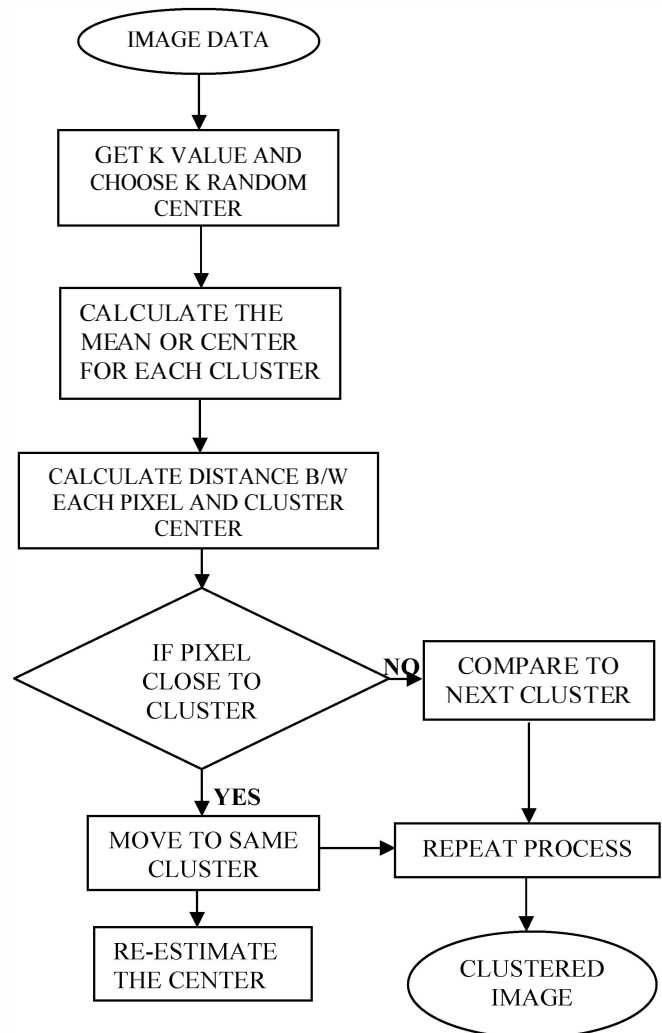 IMAGE DATA
GET K VALUE AND
CHOOSE K RANDOM
CENTER
CALCULATE THE
MEAN OR CENTER
FOR EACH CLUSTER
CALCULATE DISTANCE B/W
EACH PIXEL AND CLUSTER
CENTER
IF PIXEL
CLOSE TO
CLUSTER
NO
COMPARE TO
NEXT CLUSTER
YES
MOVE TO SAME
CLUSTER
REPEAT PROCESS
RE-ESTIMATE
THE CENTER
CLUSTERED
IMAGE